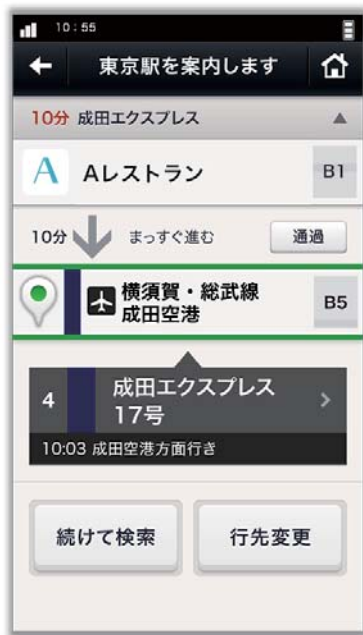 10:55
東京駅を案内します
10分 成田エクスプレス
A Aレストラン B1
10分 まっすぐ進む 通過
横須賀・総武線
成田空港
B5
4
成田エクスプレス
17号
10:03 成田空港方面行き
続けて検索 行先変更